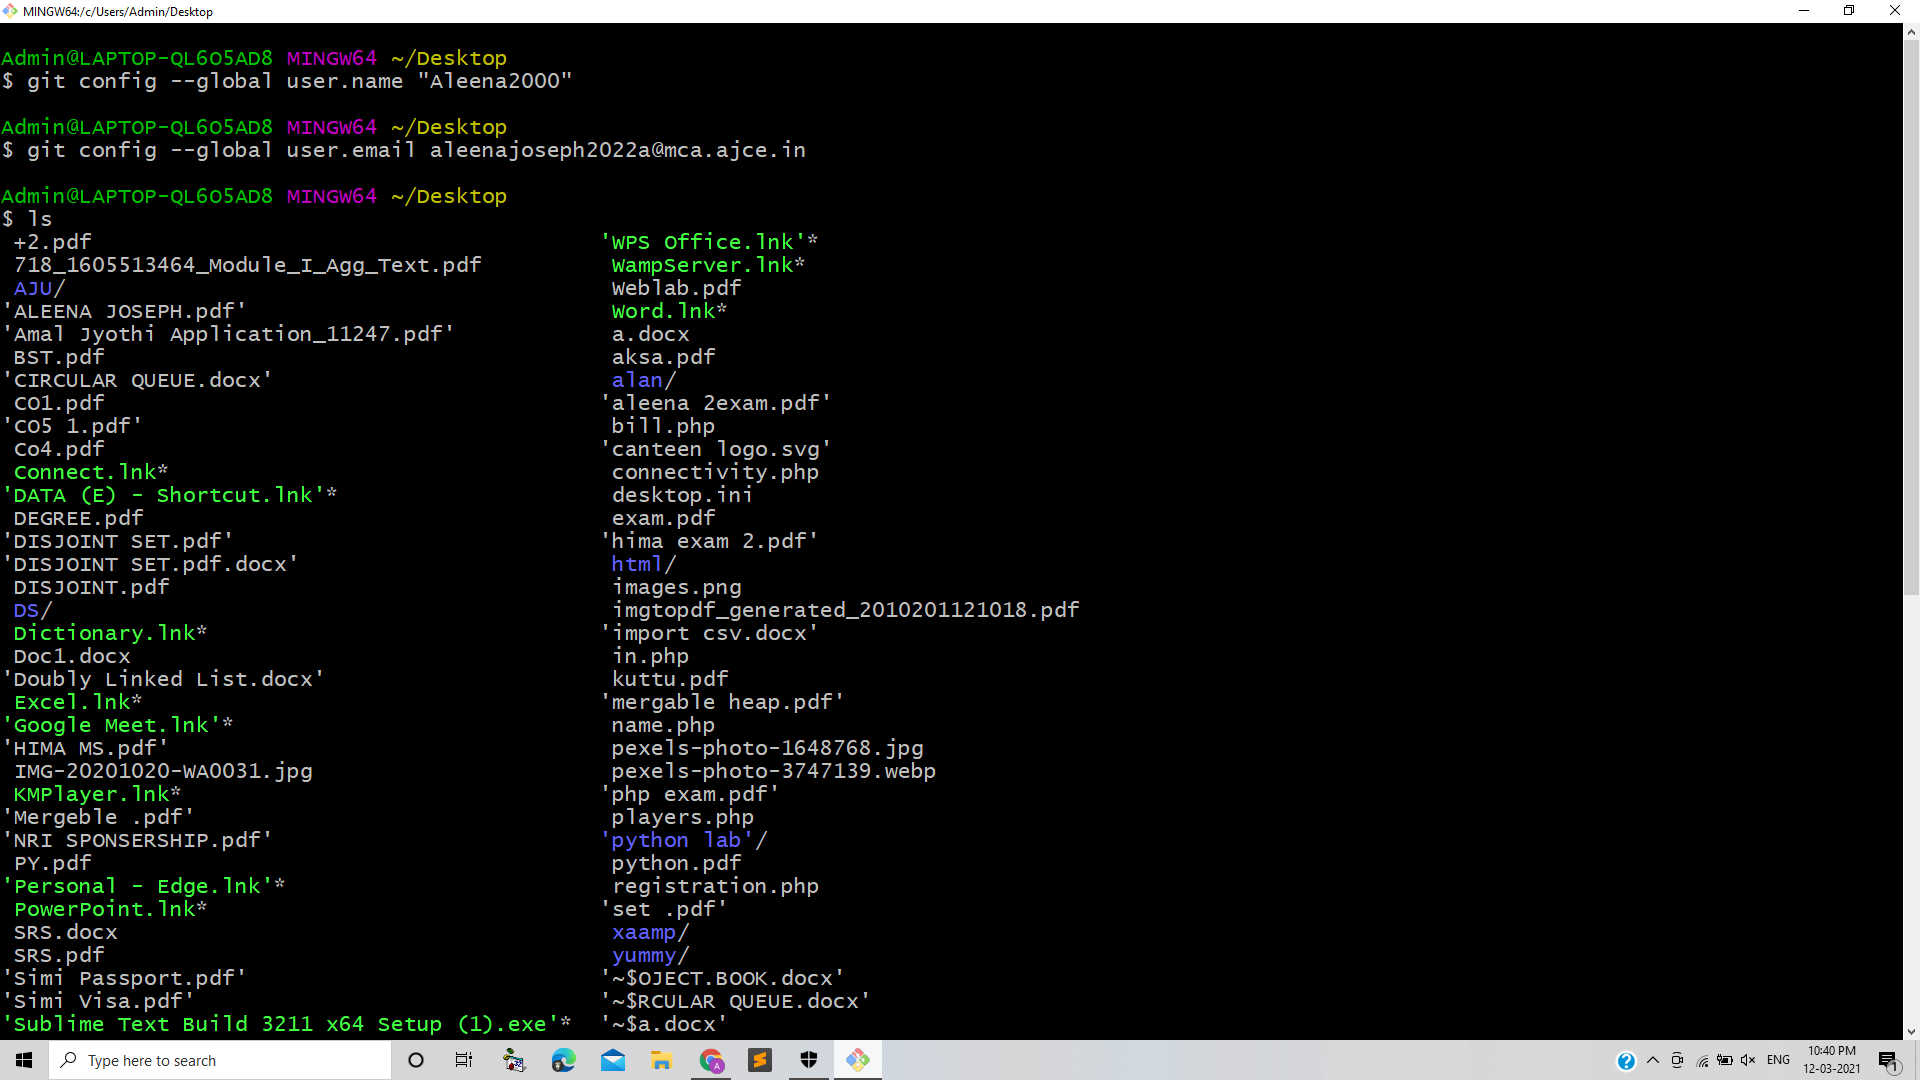 MINGW64:/c/Users/Admin/Desktop
Admin@LAPTOP-QL6O5AD8 MINGW64 ~/Desktop
$ git config --global user.name "Aleena2000"
Admin@LAPTOP-QL6O5AD8 MINGW64 ~/Desktop
$ git config --global user.email aleenajoseph2022a@mca.ajce.in
Admin@LAPTOP-QL6O5AD8 MINGW64 ~/Desktop
$ ls
+2.pdf 'WPS Office.lnk'*
718_1605513464_Module_I_Agg_Text.pdf WampServer.lnk*
AJU/ Weblab.pdf
'ALEENA JOSEPH.pdf' Word.lnk*
'Amal Jyothi Application_11247.pdf' a.docx
BST.pdf aksa.pdf
'CIRCULAR QUEUE.docx' alan/
CO1.pdf 'aleena 2exam.pdf'
'CO5 1.pdf' bill.php
Co4.pdf 'canteen logo.svg'
Connect.lnk* connectivity.php
'DATA (E) - Shortcut.lnk'* desktop.ini
DEGREE.pdf exam.pdf
'DISJOINT SET.pdf' 'hima exam 2.pdf'
'DISJOINT SET.pdf.docx' html/
DISJOINT.pdf images.png
DS/ imgtopdf_generated_2010201121018.pdf
Dictionary.lnk* 'import csv.docx'
Doc1.docx in.php
'Doubly Linked List.docx' kuttu.pdf
Excel.lnk* 'mergable heap.pdf'
'Google Meet.lnk'* name.php
'HIMA MS.pdf' pexels-photo-1648768.jpg
IMG-20201020-WA0031.jpg pexels-photo-3747139.webp
KMPlayer.lnk* 'php exam.pdf'
'Mergeble .pdf' players.php
'NRI SPONSERSHIP.pdf' 'python lab'/
PY.pdf python.pdf
'Personal - Edge.lnk'* registration.php
PowerPoint.lnk* 'set .pdf'
SRS.docx xaamp/
SRS.pdf yummy/
'Simi Passport.pdf' '~$OJECT.BOOK.docx'
'Simi Visa.pdf' '~$RCULAR QUEUE.docx'
'Sublime Text Build 3211 x64 Setup (1).exe'* '~$a.docx'
Type here to search
ENG
10:40 PM
12-03-2021
1
A